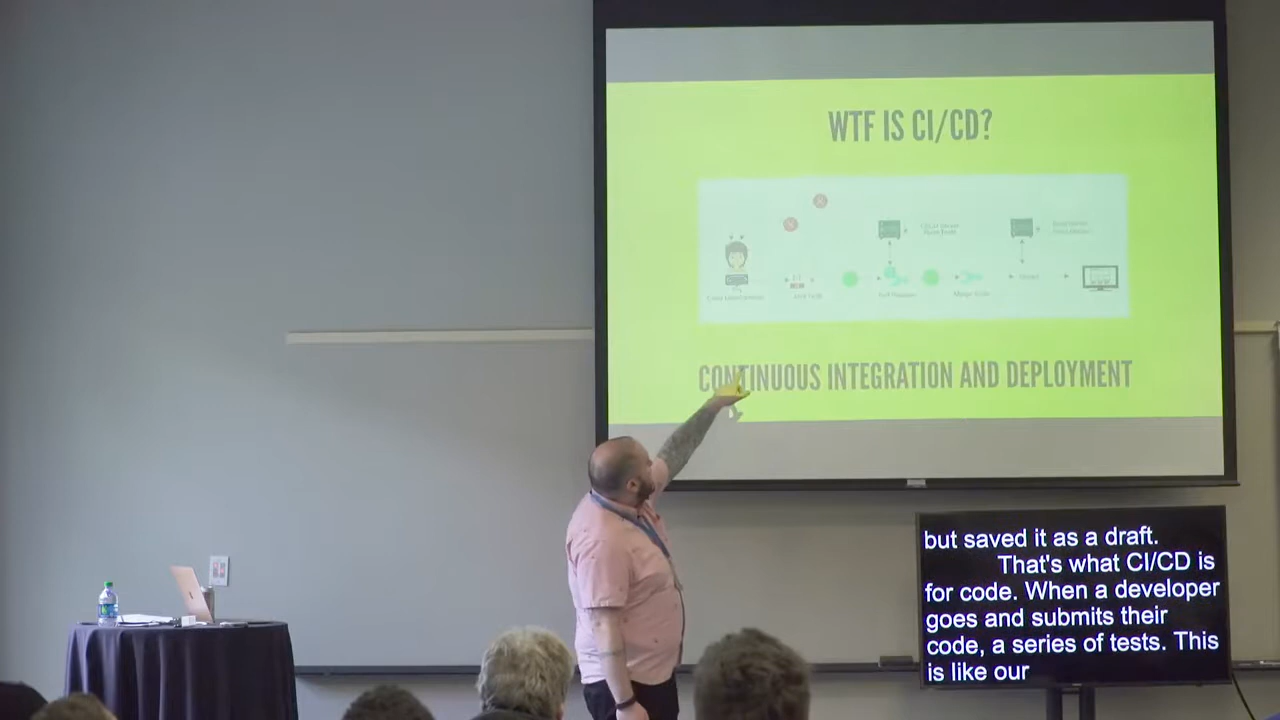 WTF IS CI/CD?
CONTINUOUS INTEGRATION AND DEPLOYMENT
but saved it as a draft.
That's what CI/CD is
for code. When a developer
goes and submits their
code, a series of tests. This
is like our